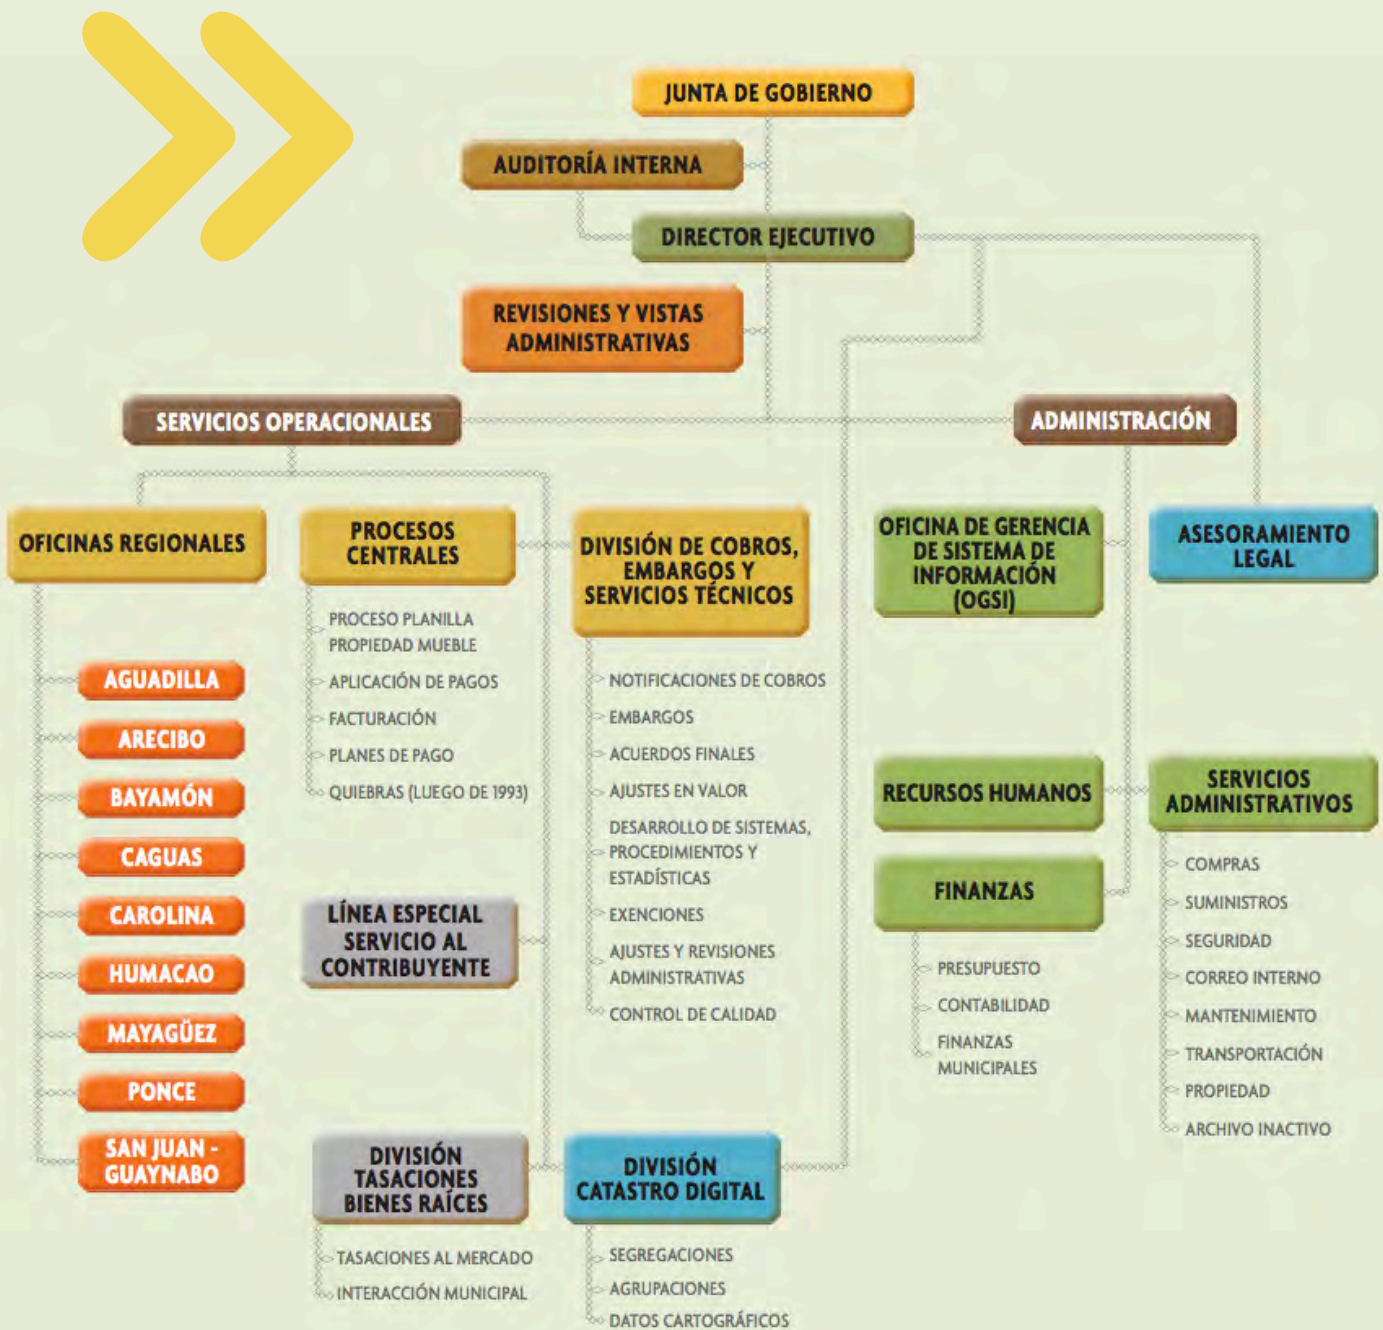 JUNTA DE GOBIERNO
AUDITORÍA INTERNA
DIRECTOR EJECUTIVO
REVISIONES Y VISTAS
ADMINISTRATIVAS
SERVICIOS OPERACIONALES
ADMINISTRACIÓN
OFICINAS REGIONALES
AGUADILLA
ARECIBO
BAYAMÓN
CAGUAS
CAROLINA
HUMACAO
MAYAGÜEZ
PONCE
SAN JUAN -
GUAYNABO
PROCESOS
CENTRALES
PROCESO PLANILLA
PROPIEDAD MUEBLE
APLICACIÓN DE PAGOS
FACTURACIÓN
PLANES DE PAGO
QUIEBRAS (LUEGO DE 1993)
LÍNEA ESPECIAL
SERVICIO AL
CONTRIBUYENTE
DIVISIÓN
TASACIONES
BIENES RAÍCES
TASACIONES AL MERCADO
INTERACCIÓN MUNICIPAL
DIVISIÓN DE COBROS,
EMBARGOS Y
SERVICIOS TÉCNICOS
NOTIFICACIONES DE COBROS
EMBARGOS
ACUERDOS FINALES
AJUSTES EN VALOR
DESARROLLO DE SISTEMAS,
PROCEDIMIENTOS Y
ESTADÍSTICAS
EXENCIONES
AJUSTES Y REVISIONES
ADMINISTRATIVAS
CONTROL DE CALIDAD
DIVISIÓN
CATASTRO DIGITAL
SEGREGACIONES
AGRUPACIONES
DATOS CARTOGRÁFICOS
OFICINA DE GERENCIA
DE SISTEMA DE
INFORMACIÓN
(OGSI)
ASESORAMIENTO
LEGAL
RECURSOS HUMANOS
FINANZAS
PRESUPUESTO
CONTABILIDAD
FINANZAS
MUNICIPALES
SERVICIOS
ADMINISTRATIVOS
COMPRAS
SUMINISTROS
SEGURIDAD
CORREO INTERNO
MANTENIMIENTO
TRANSPORTACIÓN
PROPIEDAD
ARCHIVO INACTIVO